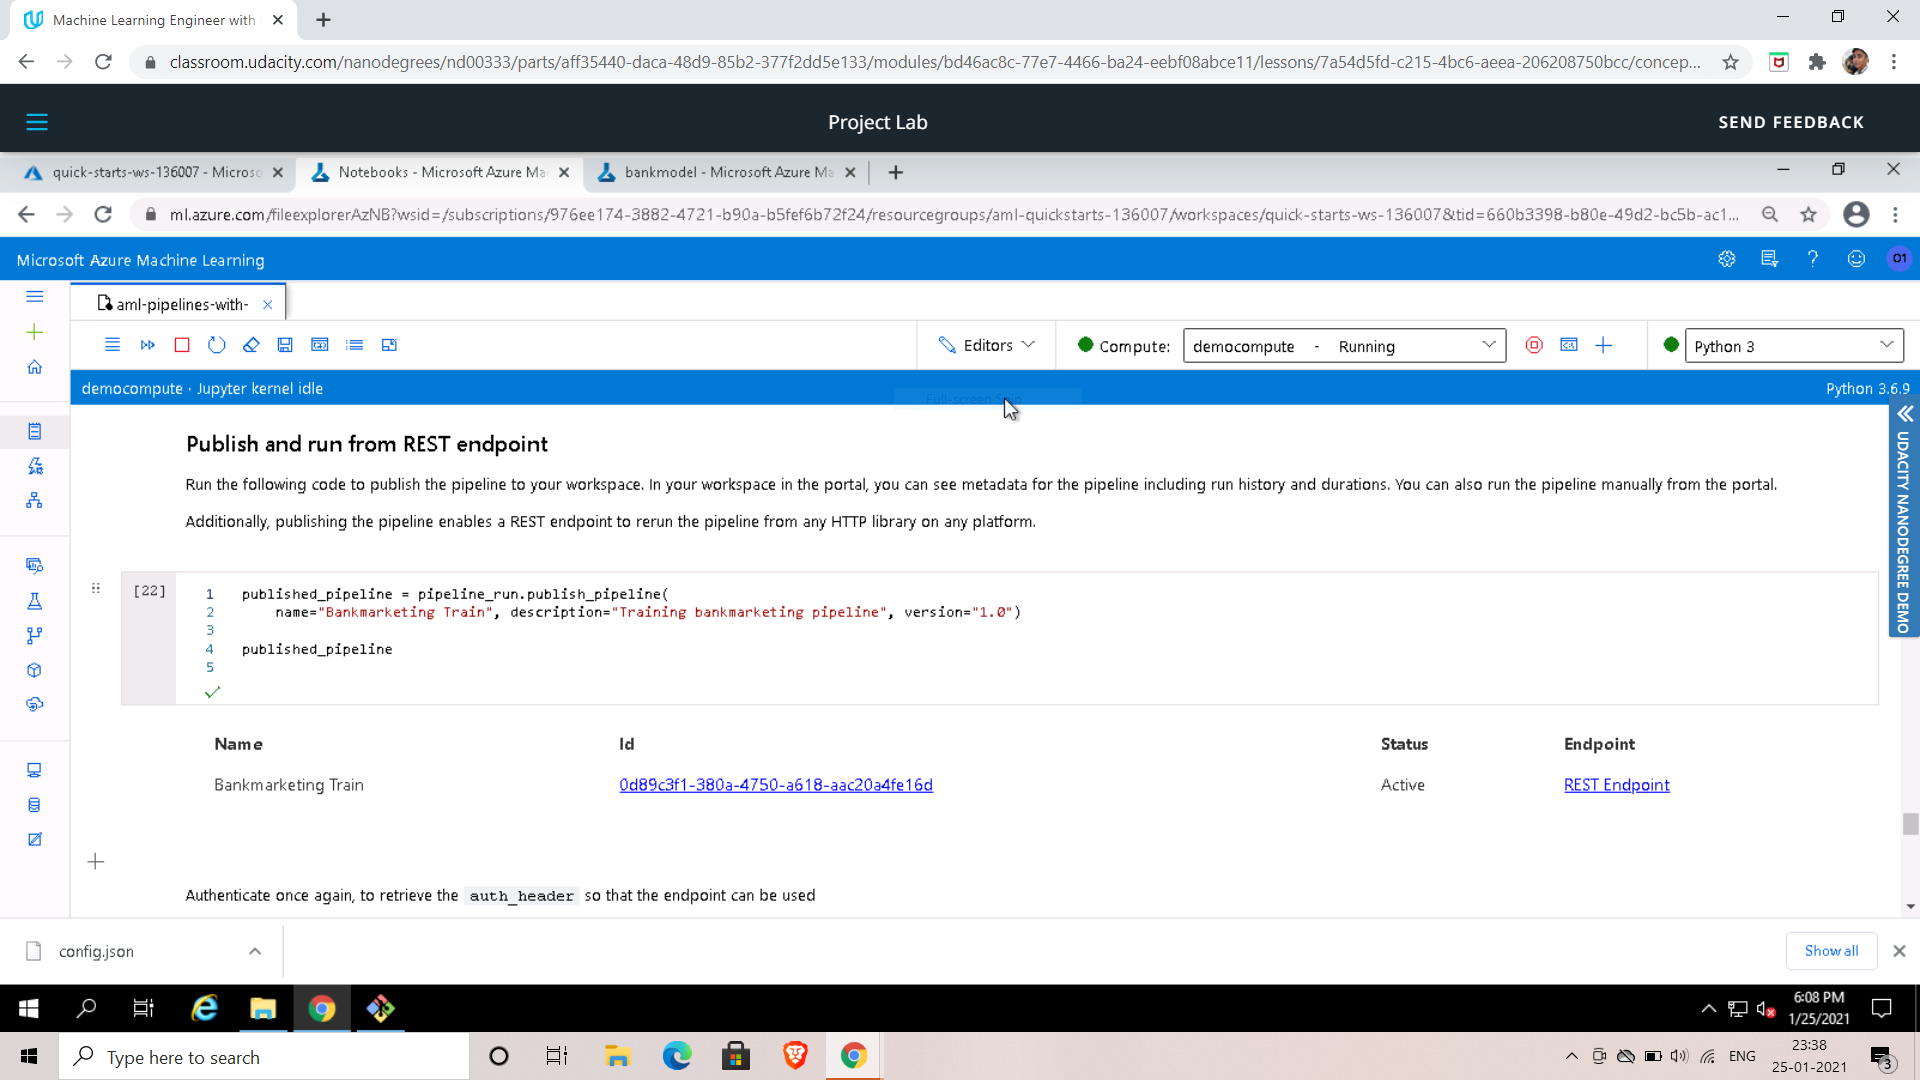 Machine Learning Engineer with
classroom.udacity.com/nanodegrees/nd00333/parts/aff35440-daca-48d9-85b2-377f2dd5e133/modules/bd46ac8c-77e7-4466-ba24-eebf08abce11/lessons/7a54d5fd-c215-4bc6-aeea-206208750bcc/concep...
Project Lab
SEND FEEDBACK
quick-starts-ws-136007 - Microso
Notebooks - Microsoft Azure Ma
bankmodel - Microsoft Azure Ma
ml.azure.com/fileexplorerAzNB?wsid=/subscriptions/976ee174-3882-4721-b90a-b5fef6b72f24/resourcegroups/aml-quickstarts-136007/workspaces/quick-starts-ws-136007&tid=660b3398-b80e-49d2-bc5b-ac1...
Microsoft Azure Machine Learning
01
aml-pipelines-with-
Editors
Compute:
democompute - Running
Python 3
democompute · Jupyter kernel idle
Python 3.6.9
Full-screen Snip
UDACITY NANODEGREE DEMO
Publish and run from REST endpoint
Run the following code to publish the pipeline to your workspace. In your workspace in the portal, you can see metadata for the pipeline including run history and durations. You can also run the pipeline manually from the portal.
Additionally, publishing the pipeline enables a REST endpoint to rerun the pipeline from any HTTP library on any platform.
[22]
1 published_pipeline = pipeline_run.publish_pipeline(
2 name="Bankmarketing Train", description="Training bankmarketing pipeline", version="1.0")
3
4 published_pipeline
5
Name Id Status Endpoint
Bankmarketing Train 0d89c3f1-380a-4750-a618-aac20a4fe16d Active REST Endpoint
Authenticate once again, to retrieve the auth_header so that the endpoint can be used
config.json
Show all
6:08 PM
1/25/2021
Type here to search
ENG
23:38
25-01-2021
3